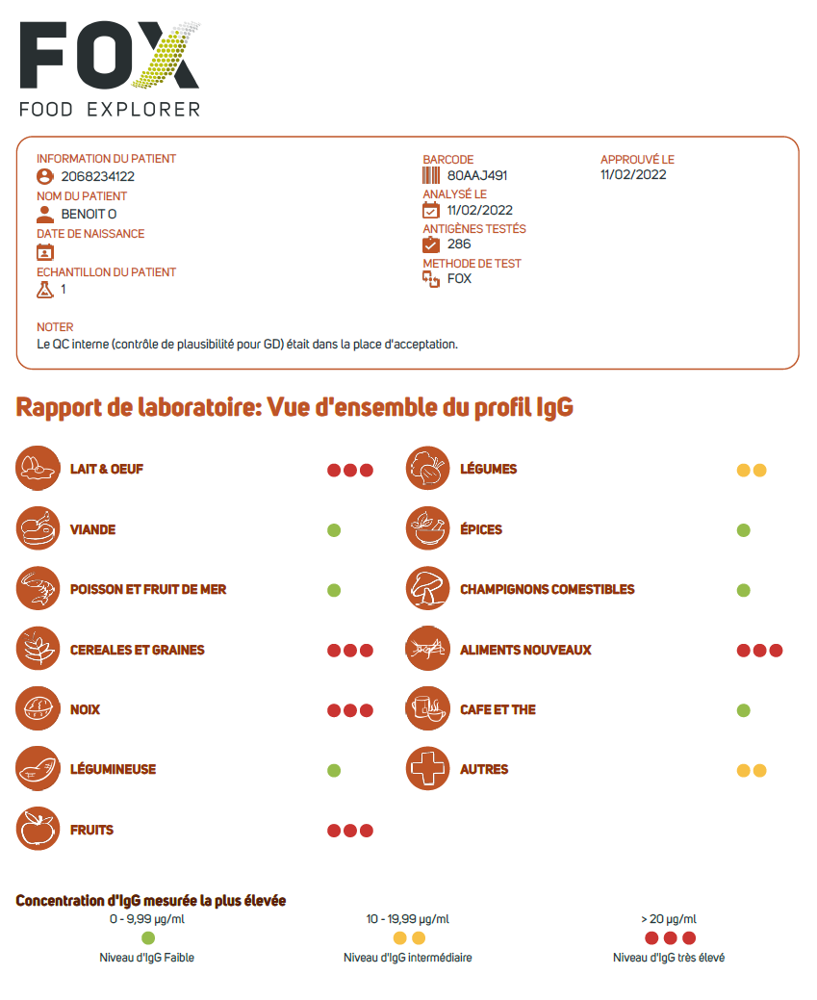 FOX
FOOD EXPLORER
INFORMATION DU PATIENT
2068234122
NOM DU PATIENT
BENOIT O
DATE DE NAISSANCE
ECHANTILLON DU PATIENT
1
BARCODE
80AAJ491
ANALYSÉ LE
11/02/2022
ANTIGÈNES TESTÉS
286
METHODE DE TEST
FOX
APPROUVÉ LE
11/02/2022
NOTER
Le QC interne (contrôle de plausibilité pour GD) était dans la place d'acceptation.
Rapport de laboratoire: Vue d'ensemble du profil IgG
LAIT & OEUF
VIANDE
POISSON ET FRUIT DE MER
CEREALES ET GRAINES
NOIX
LÉGUMINEUSE
FRUITS
LÉGUMES
ÉPICES
CHAMPIGNONS COMESTIBLES
ALIMENTS NOUVEAUX
CAFE ET THE
AUTRES
Concentration d'IgG mesurée la plus élevée
0 - 9,99 µg/ml
Niveau d'IgG Faible
10 - 19,99 µg/ml
Niveau d'IgG intermédiaire
> 20 µg/ml
Niveau d'IgG très élevé